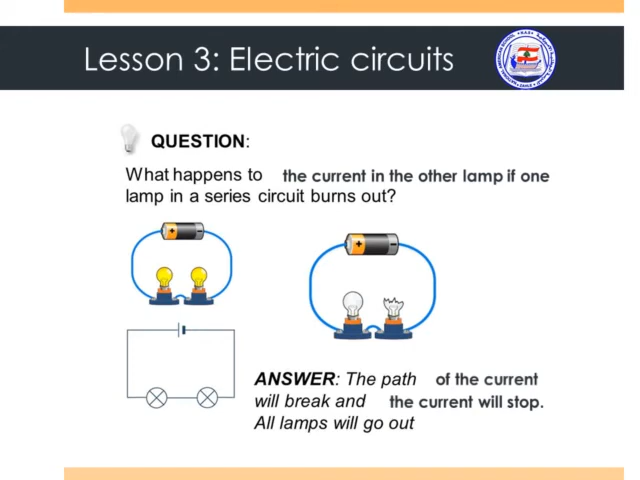 Lesson 3: Electric circuits
QUESTION:
What happens to the current in the other lamp if one
lamp in a series circuit burns out?
+ −
+ −
ANSWER: The path of the current
will break and the current will stop.
All lamps will go out